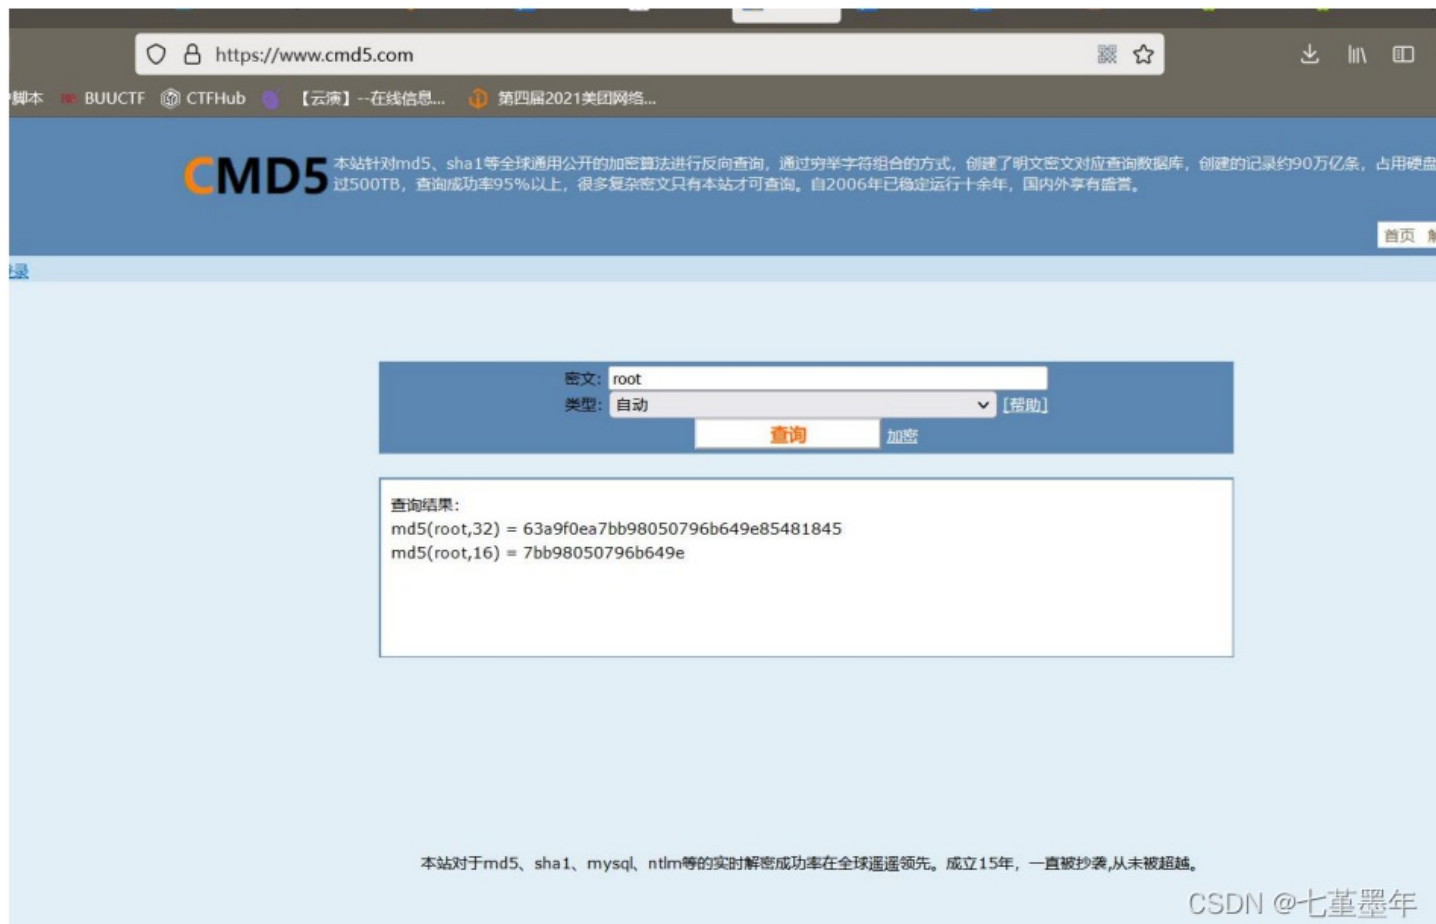 https://www.cmd5.com
脚本 BUUCTF CTFHub 【云演】--在线信息... 第四届2021美团网络...
CMD5
本站针对md5、sha1等全球通用公开的加密算法进行反向查询，通过穷举字符组合的方式，创建了明文密文对应查询数据库，创建的记录约90万亿条，占用硬盘
过500TB，查询成功率95%以上，很多复杂密文只有本站才可查询。自2006年已稳定运行十余年，国内外享有盛誉。
首页
录
密文: root
类型: 自动 [帮助]
查询 加密
查询结果:
md5(root,32) = 63a9f0ea7bb98050796b649e85481845
md5(root,16) = 7bb98050796b649e
本站对于md5、sha1、mysql、ntlm等的实时解密成功率在全球遥遥领先。成立15年，一直被抄袭,从未被超越。
CSDN @七堇墨年